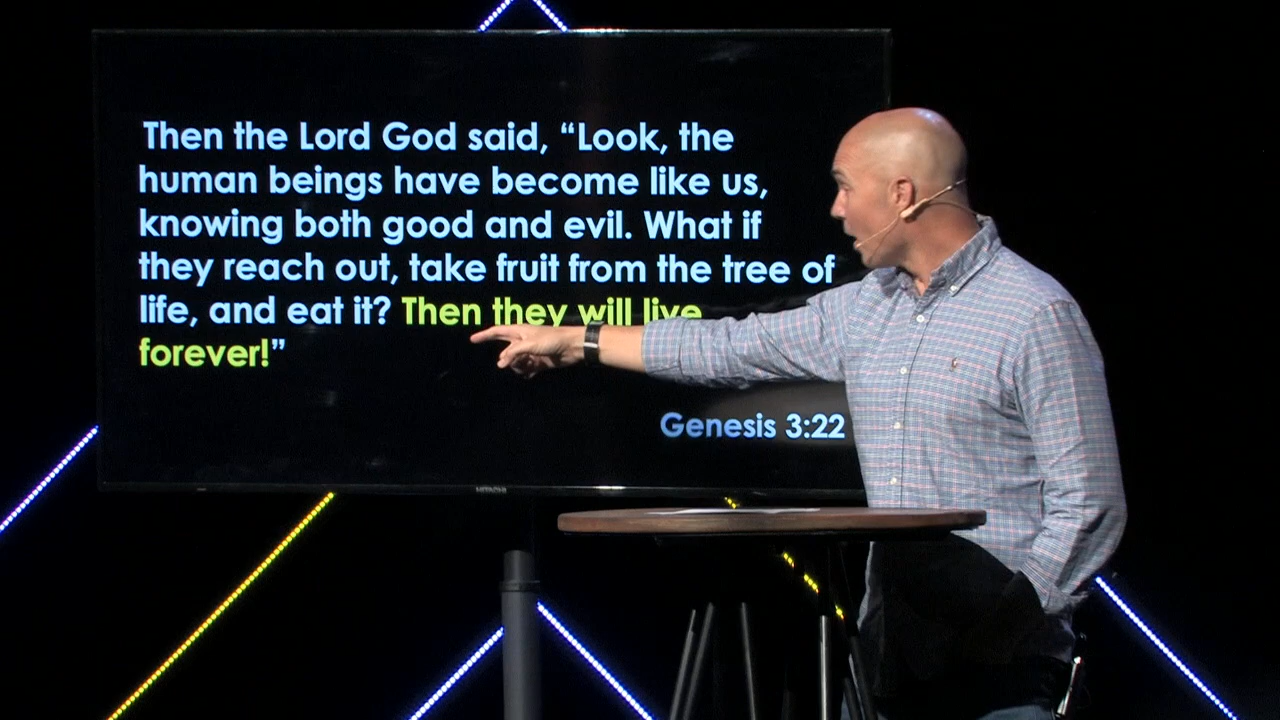 Then the Lord God said, “Look, the
human beings have become like us,
knowing both good and evil. What if
they reach out, take fruit from the tree of
life, and eat it? Then they will live
forever!”
Genesis 3:22
HITACHI